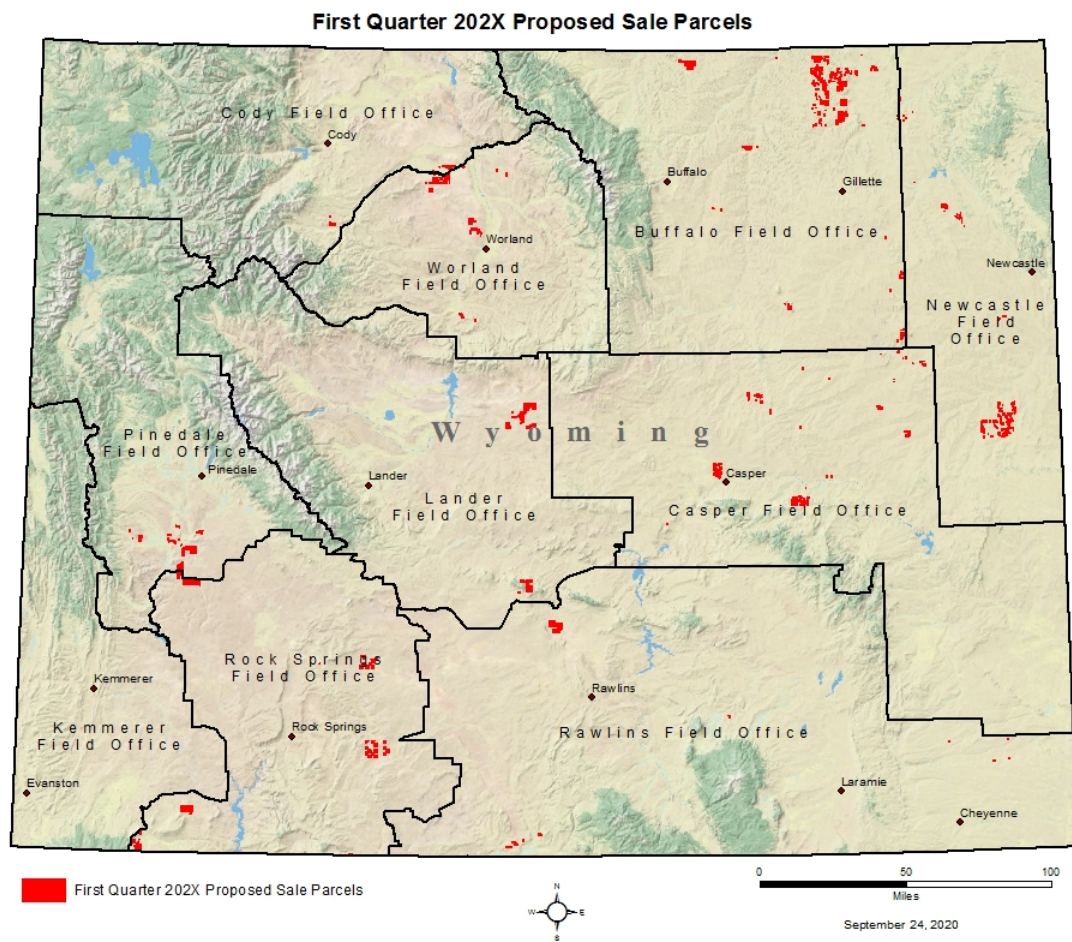 First Quarter 202X Proposed Sale Parcels
Cody Field Office
Cody
Buffalo
Gillette
Buffalo Field Office
Worland
Worland
Field Office
Newcastle
Newcastle
Field
Office
Wyoming
Pinedale
Field Office
Pinedale
Lander
Lander
Field Office
Casper
Casper Field Office
Rock Springs
Field Office
Kemmerer
Rawlins
Kemmerer
Field Office
Rock Springs
Rawlins Field Office
Evanston
Laramie
Cheyenne
First Quarter 202X Proposed Sale Parcels
N
W
E
S
0
50
100
Miles
September 24, 2020